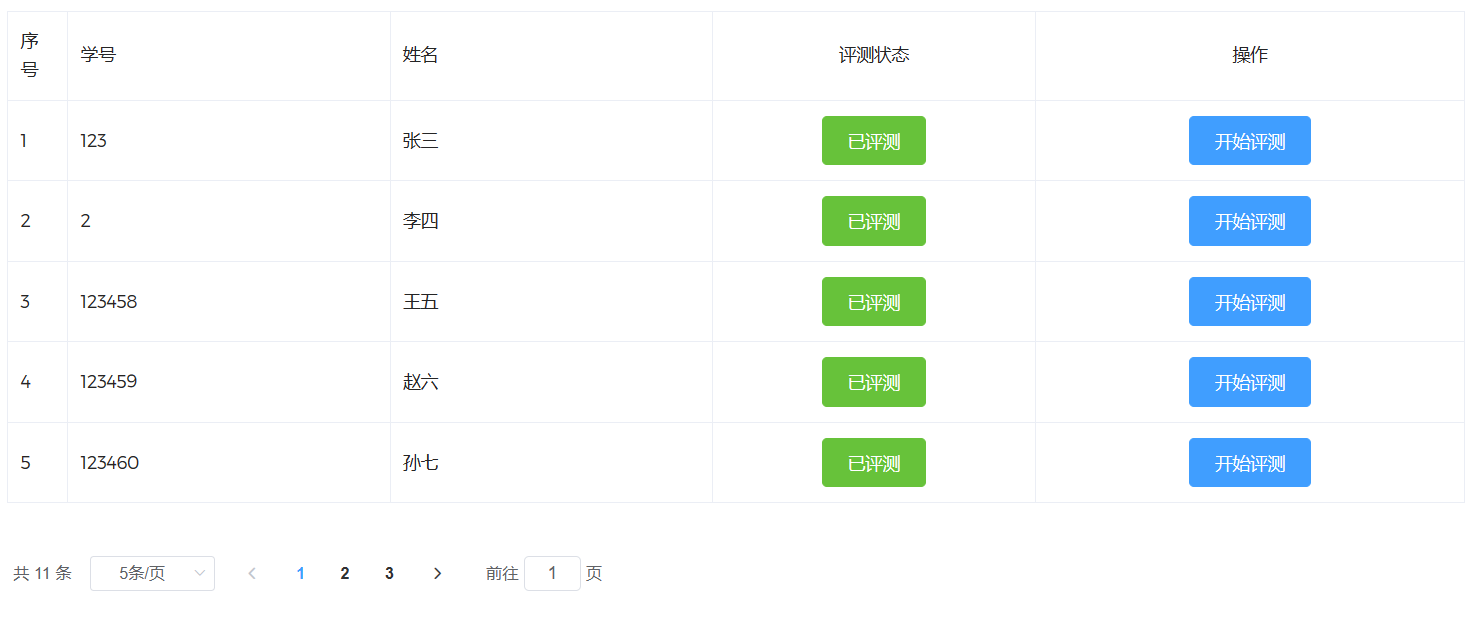 序号 学号 姓名 评测状态 操作
1 123 张三 已评测 开始评测
2 2 李四 已评测 开始评测
3 123458 王五 已评测 开始评测
4 123459 赵六 已评测 开始评测
5 123460 孙七 已评测 开始评测
共 11 条 5条/页 1 2 3 前往 1 页